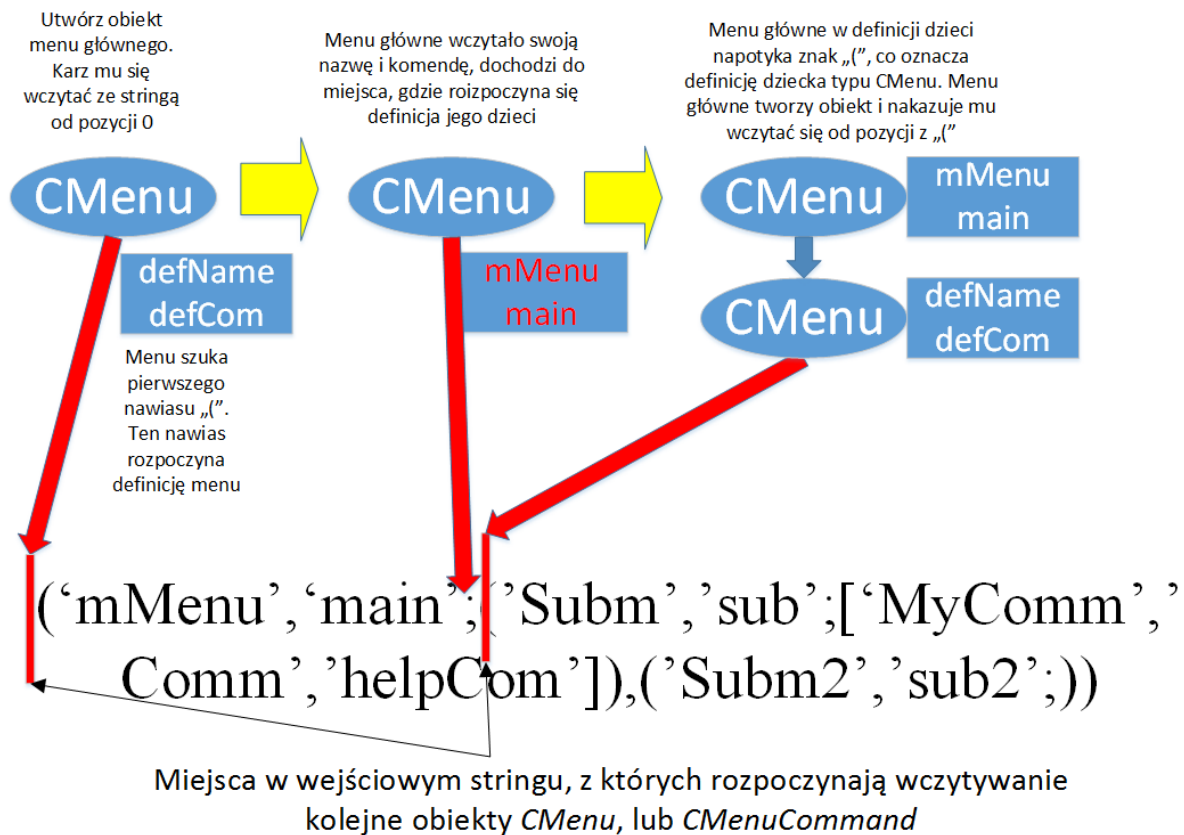 Utwórz obiekt
menu głównego.
Karz mu się
wczytać ze stringą
od pozycji 0
Menu główne wczytało swoją
nazwę i komendę, dochodzi do
miejsca, gdzie roizpoczyna się
definicja jego dzieci
Menu główne w definicji dzieci
napotyka znak „(”, co oznacza
definicję dziecka typu CMenu. Menu
główne tworzy obiekt i nakazuje mu
wczytać się od pozycji z „(”
CMenu
CMenu
CMenu
mMenu
main
defName
defCom
mMenu
main
CMenu
defName
defCom
Menu szuka
pierwszego
nawiasu „(”.
Ten nawias
rozpoczyna
definicję menu
(‘mMenu’,‘main’;(’Subm’,’sub’;[‘MyComm’,’
Comm’,’helpCom’]),(’Subm2’,’sub2’;))
Miejsca w wejściowym stringu, z których rozpoczynają wczytywanie
kolejne obiekty CMenu, lub CMenuCommand